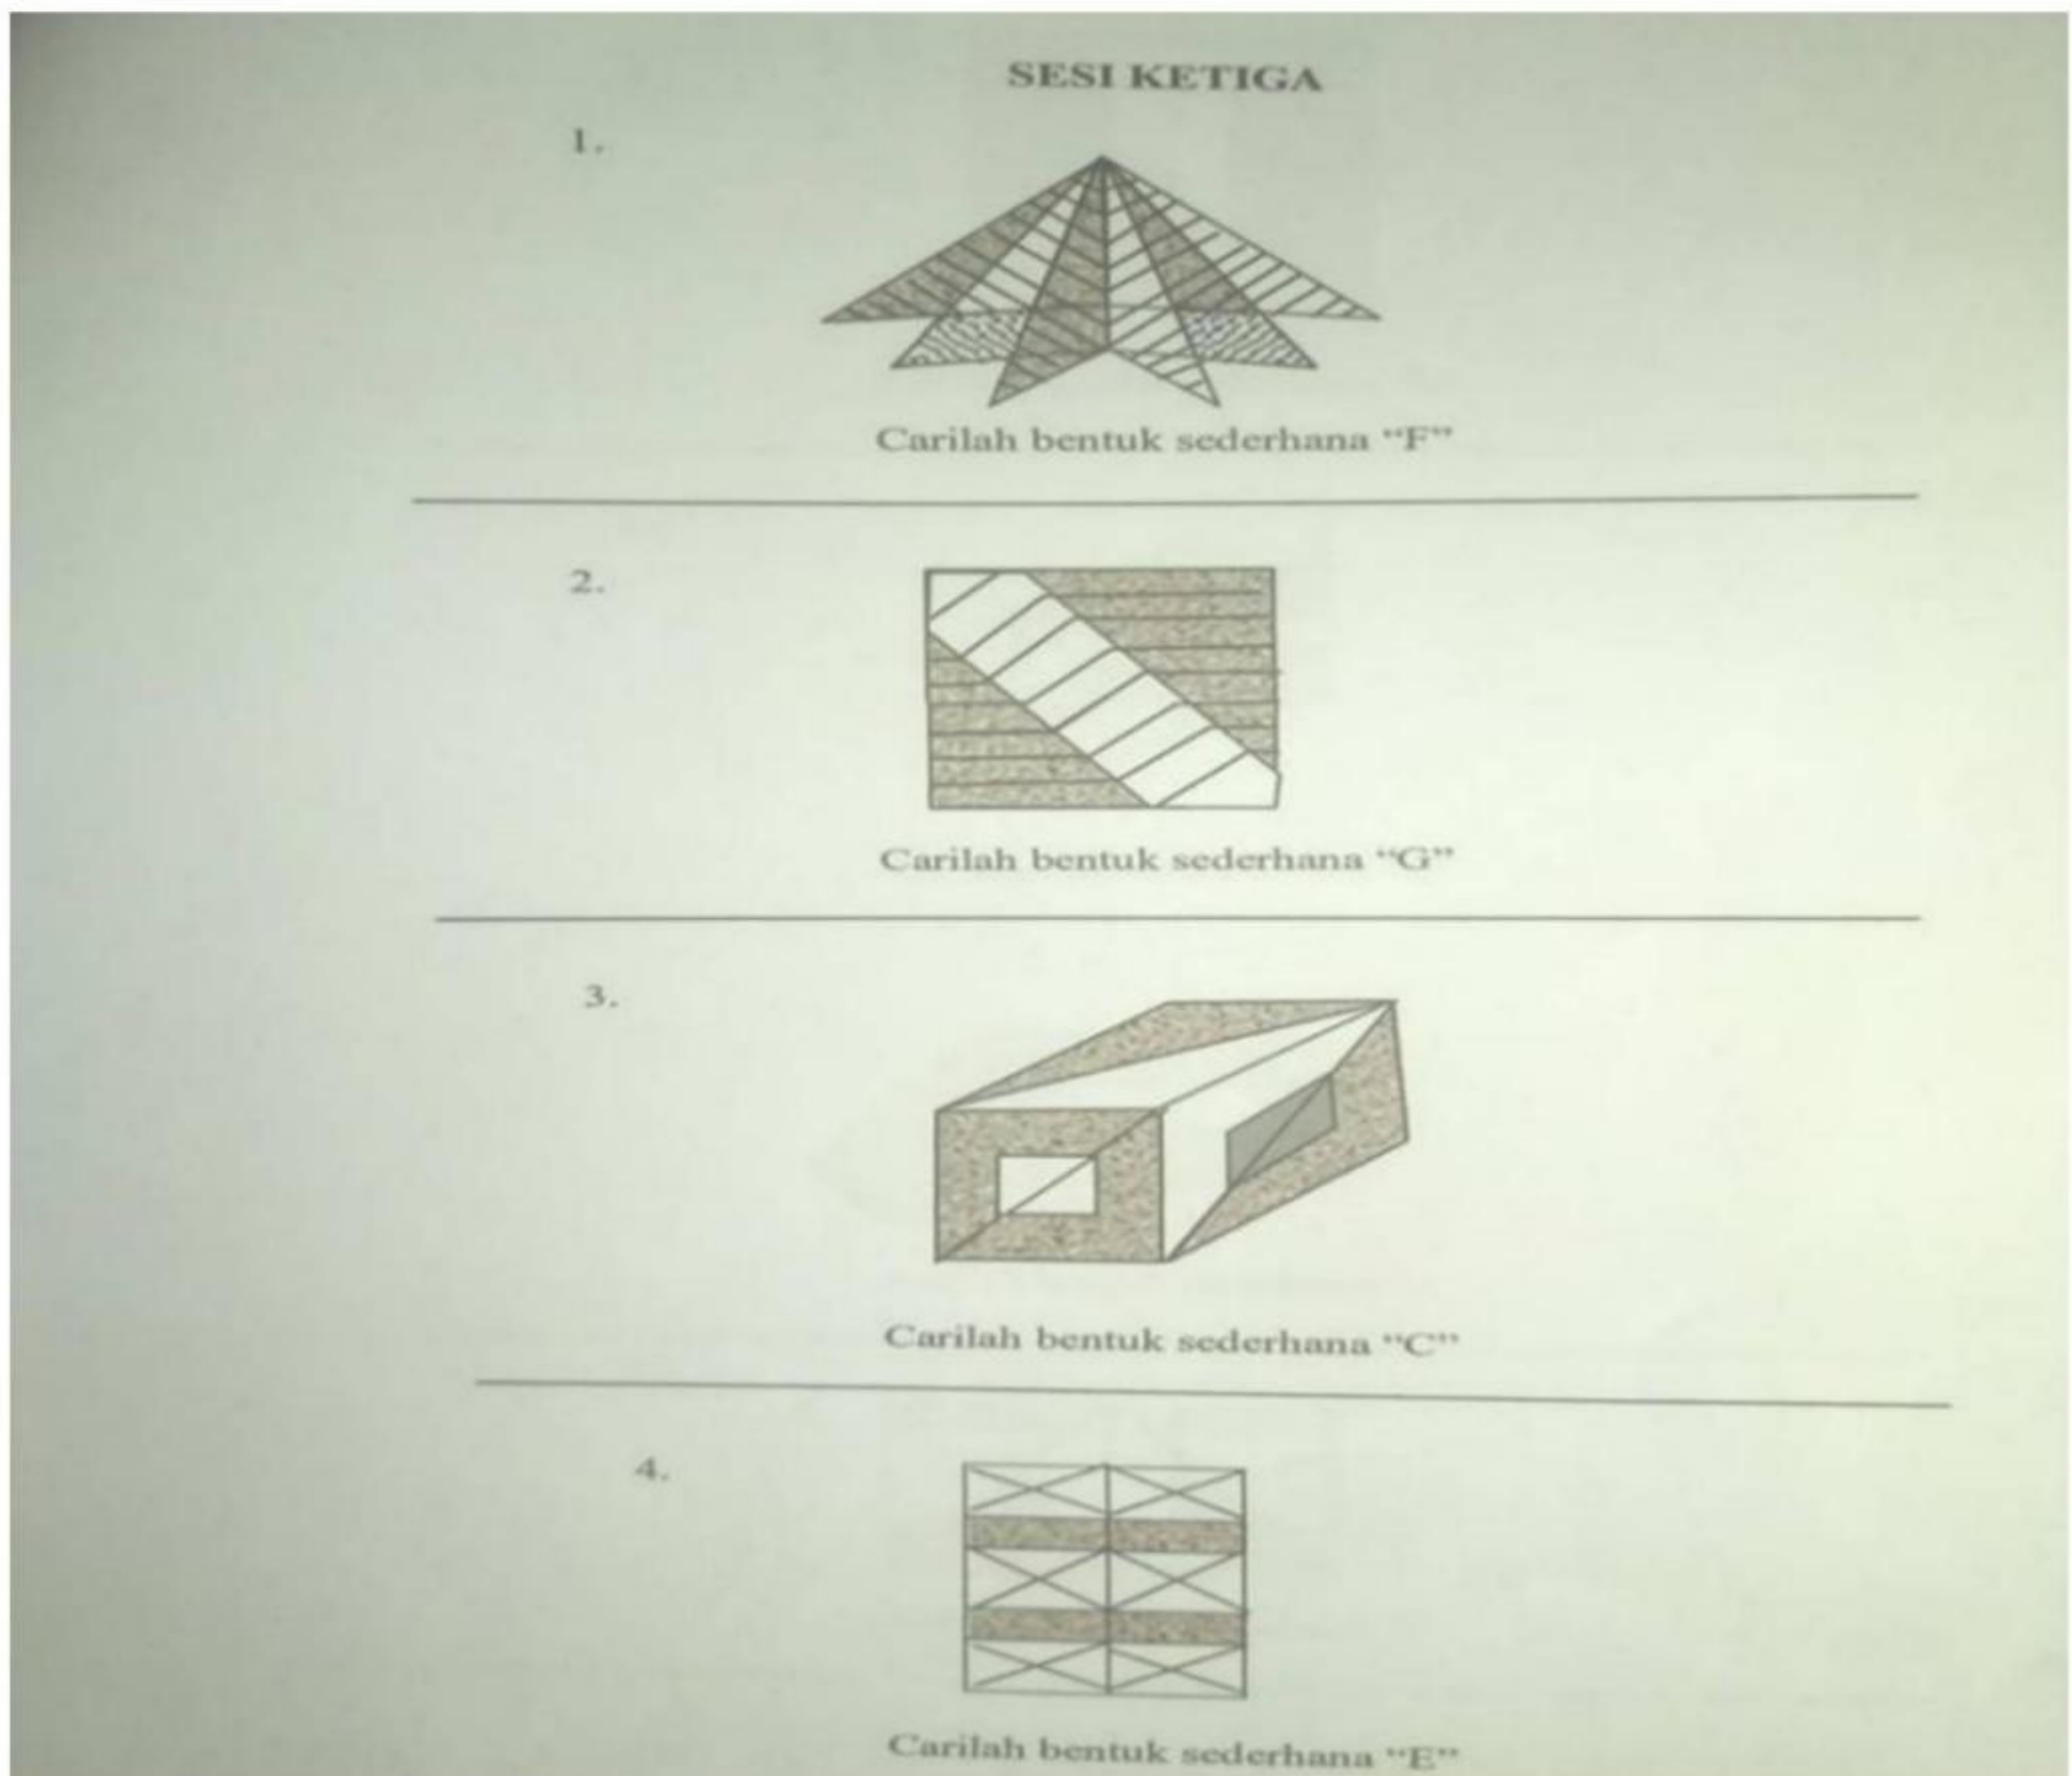 SESI KETIGA
1.
Carilah bentuk sederhana “F”
2.
Carilah bentuk sederhana “G”
3.
Carilah bentuk sederhana “C”
4.
Carilah bentuk sederhana “E”